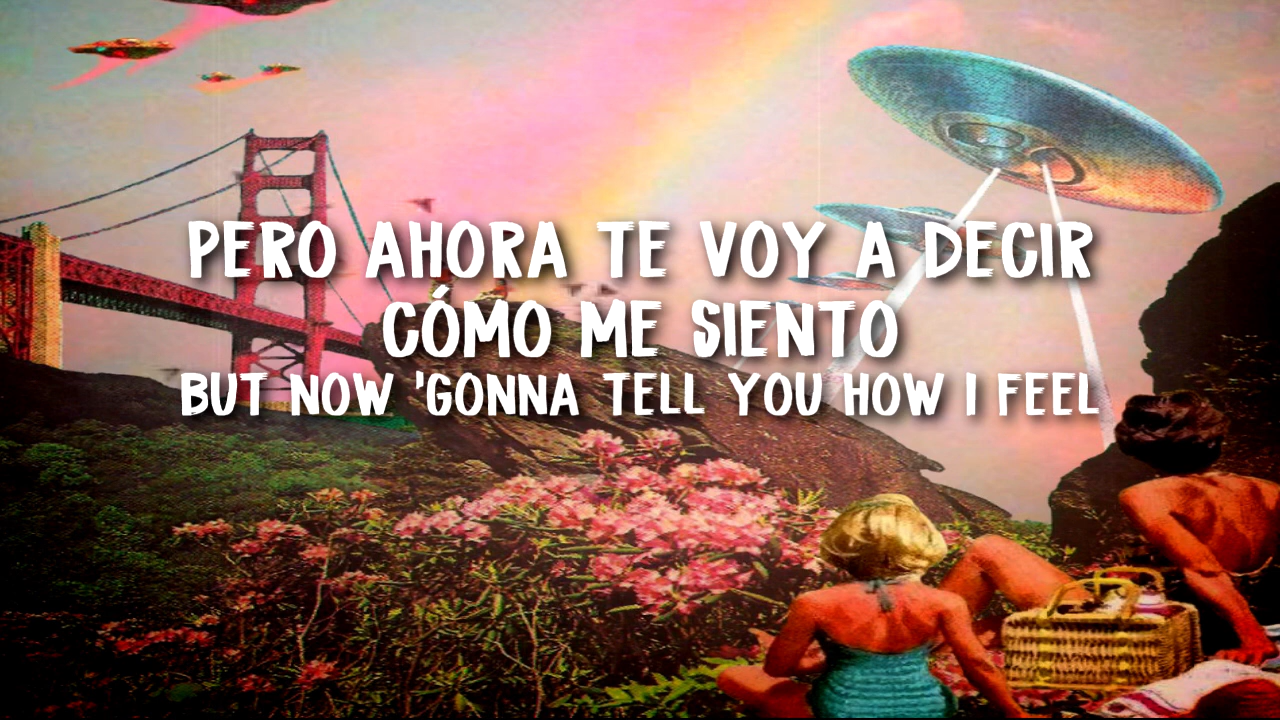 PERO AHORA TE VOY A DECIR
CÓMO ME SIENTO
BUT NOW 'GONNA TELL YOU HOW I FEEL